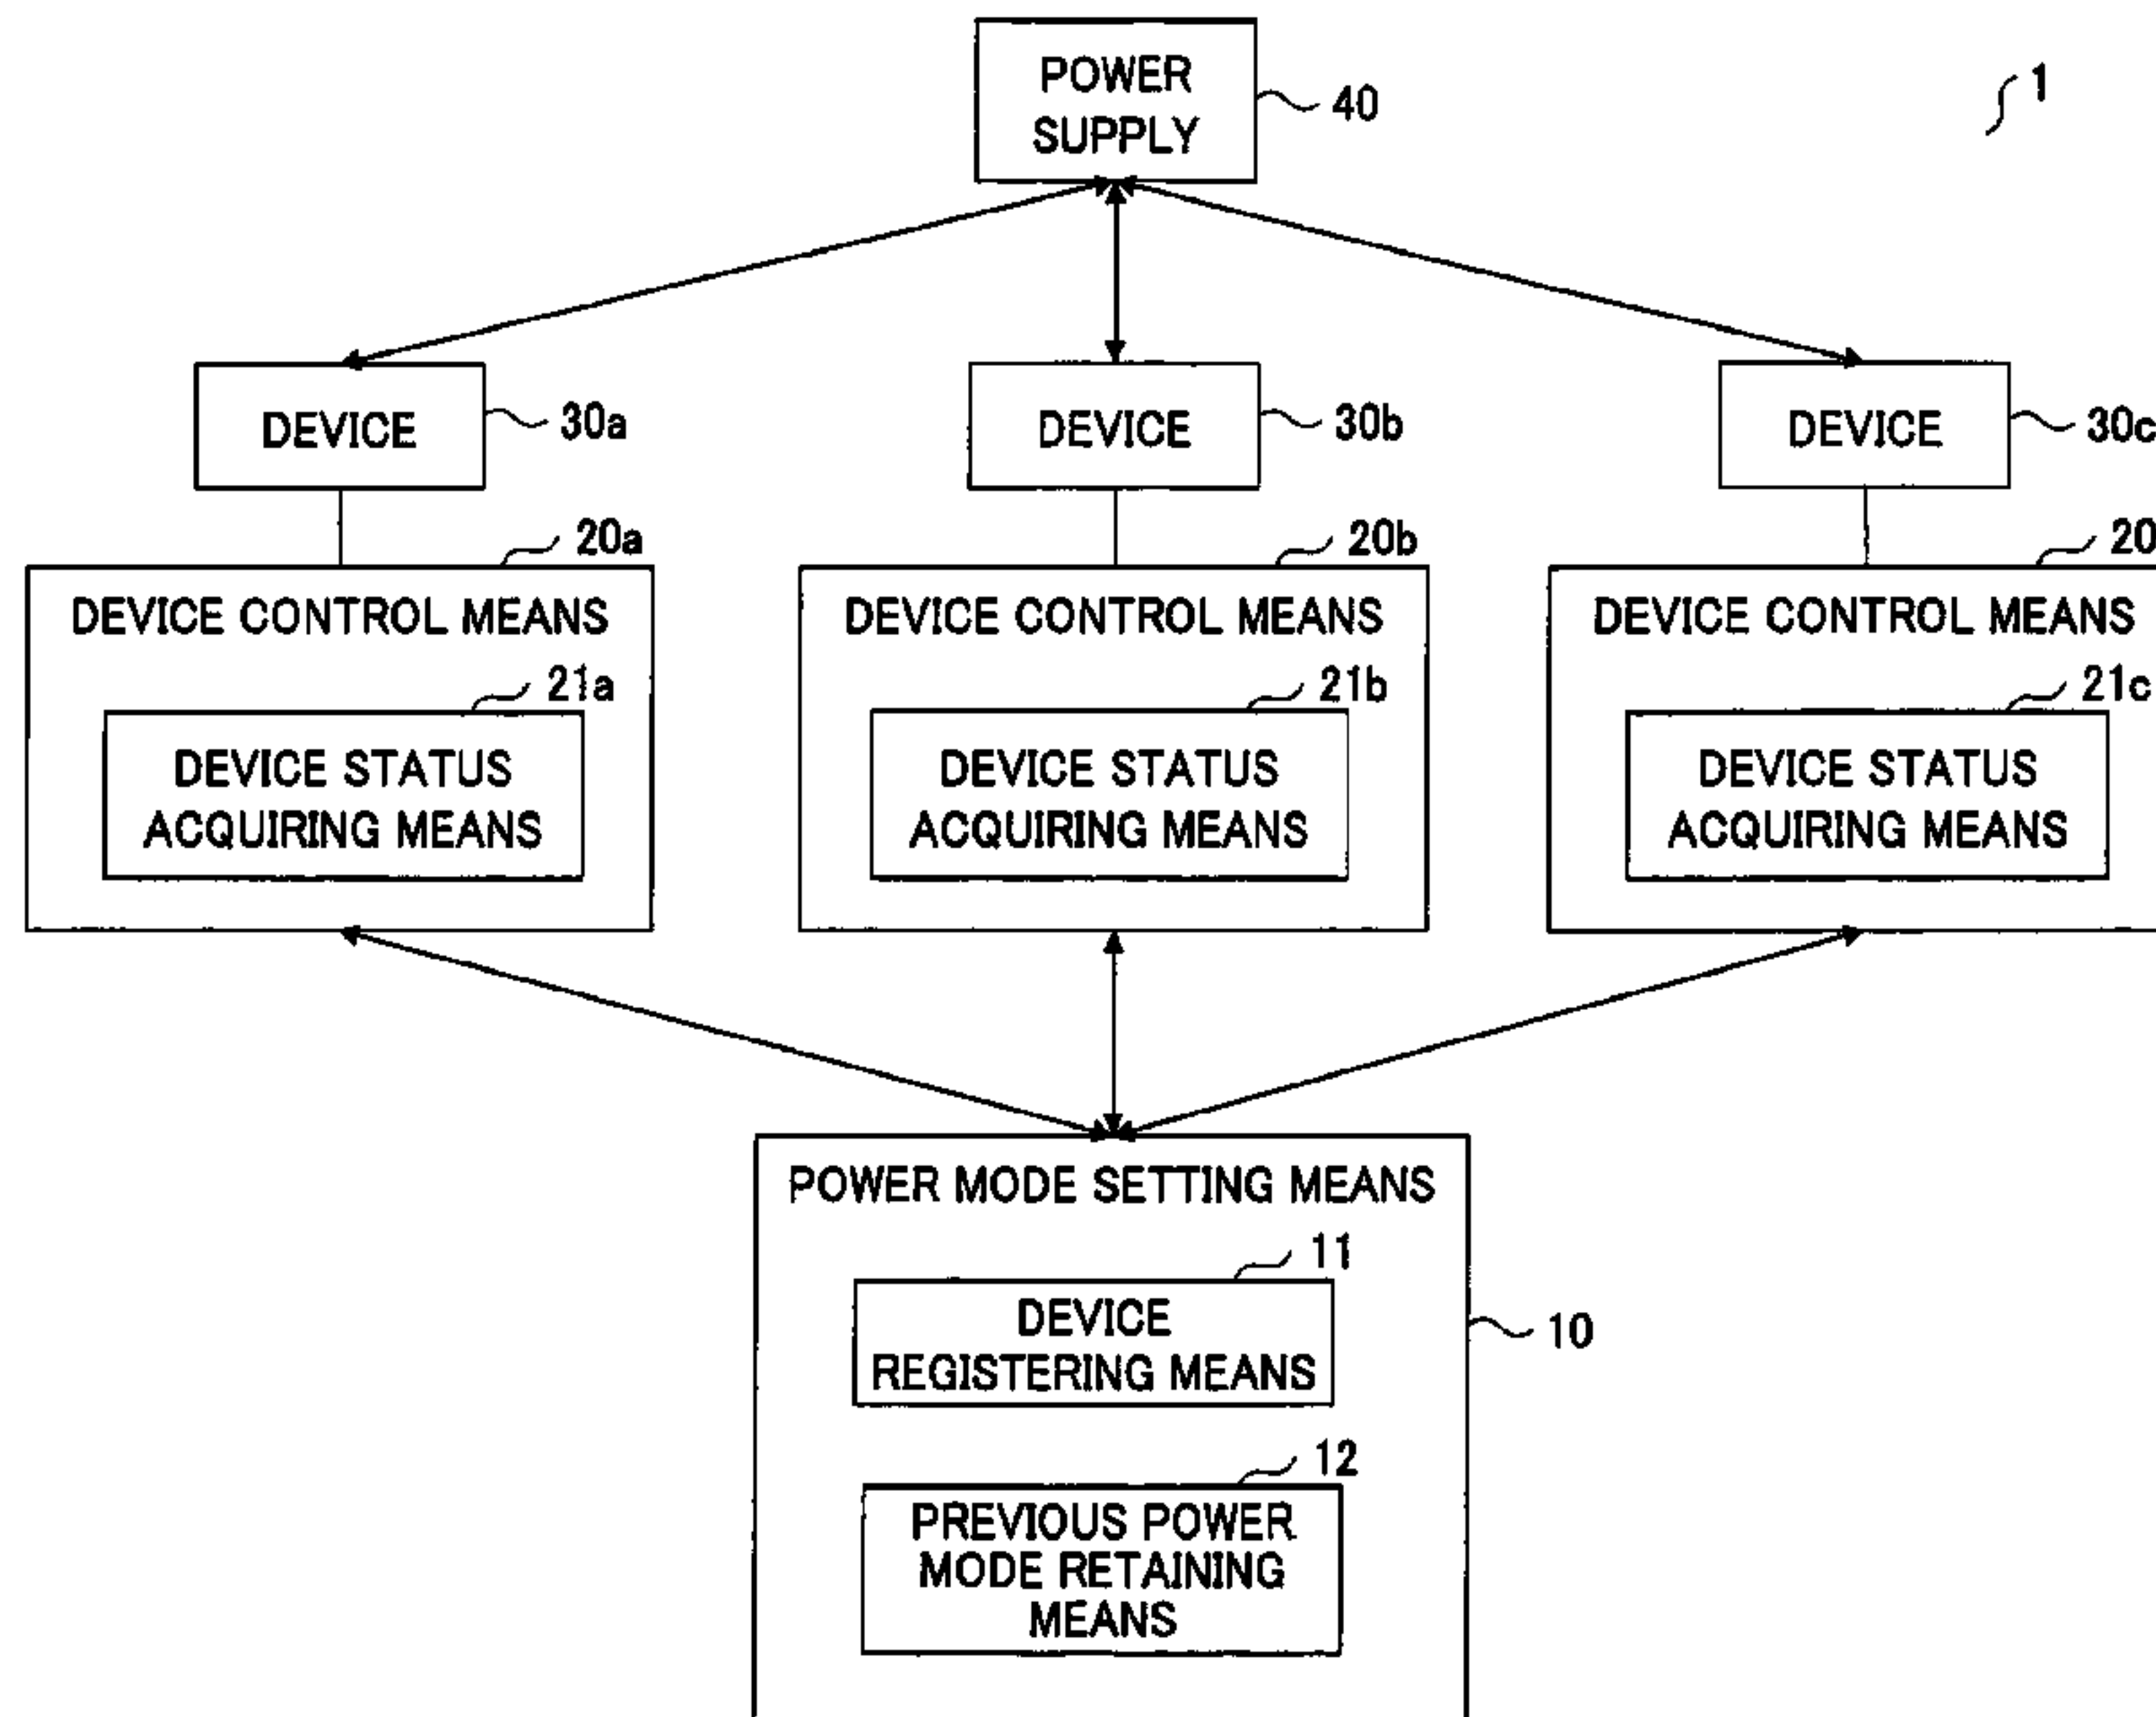 POWER
SUPPLY
40
1
DEVICE
30a
DEVICE
30b
DEVICE
30c
20a
20b
20
DEVICE CONTROL MEANS
DEVICE CONTROL MEANS
DEVICE CONTROL MEANS
21a
21b
21c
DEVICE STATUS
ACQUIRING MEANS
DEVICE STATUS
ACQUIRING MEANS
DEVICE STATUS
ACQUIRING MEANS
POWER MODE SETTING MEANS
11
DEVICE
REGISTERING MEANS
10
12
PREVIOUS POWER
MODE RETAINING
MEANS